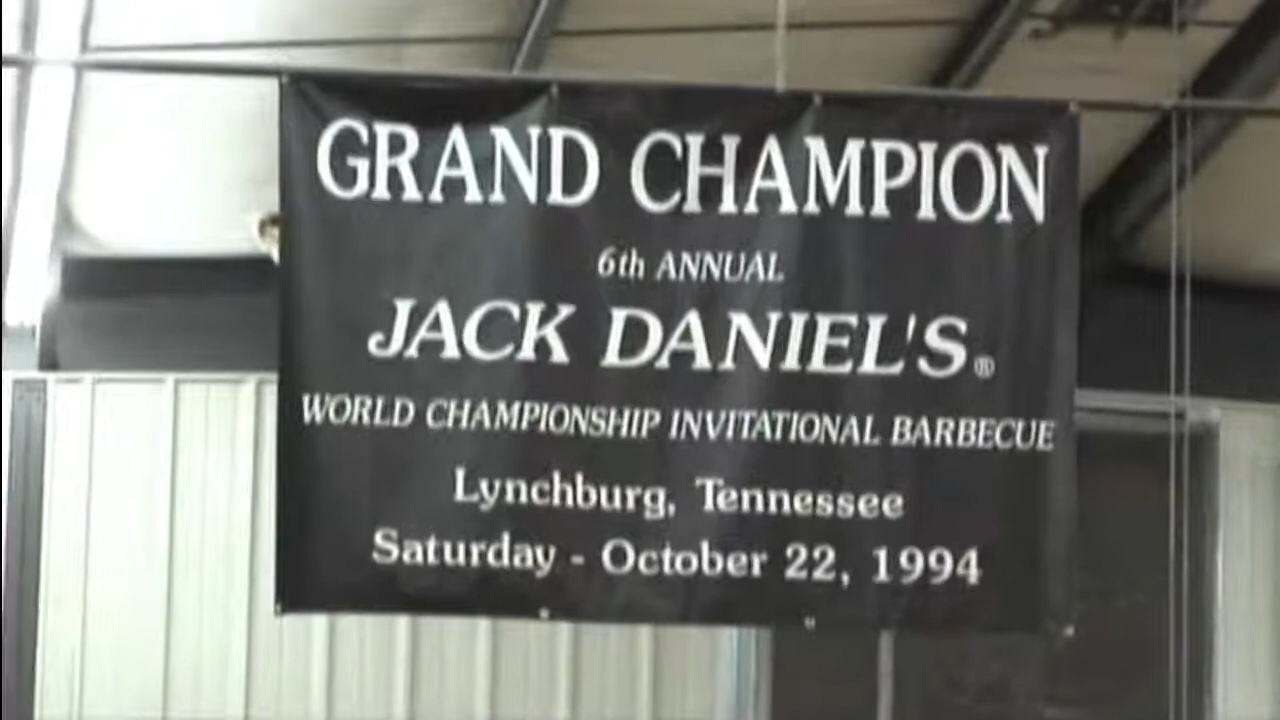 GRAND CHAMPION
6th ANNUAL
JACK DANIEL'S®
WORLD CHAMPIONSHIP INVITATIONAL BARBECUE
Lynchburg, Tennessee
Saturday - October 22, 1994